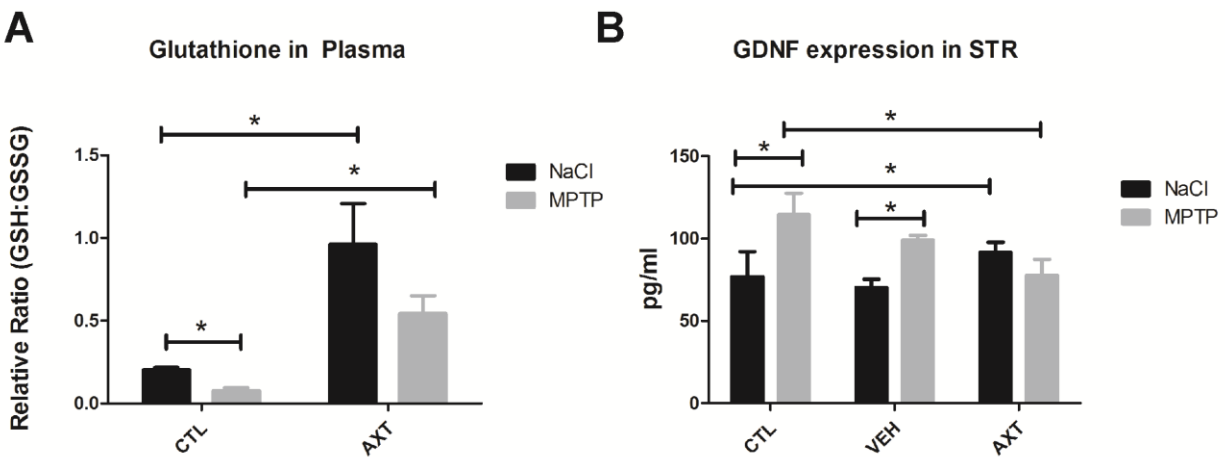 A
Glutathione in Plasma
Relative Ratio (GSH:GSSG)
*
*
*
1.5
1.0
0.5
0.0
CTL
AXT
NaCl
MPTP
B
GDNF expression in STR
pg/ml
*
*
*
*
150
100
50
0
CTL
VEH
AXT
NaCl
MPTP